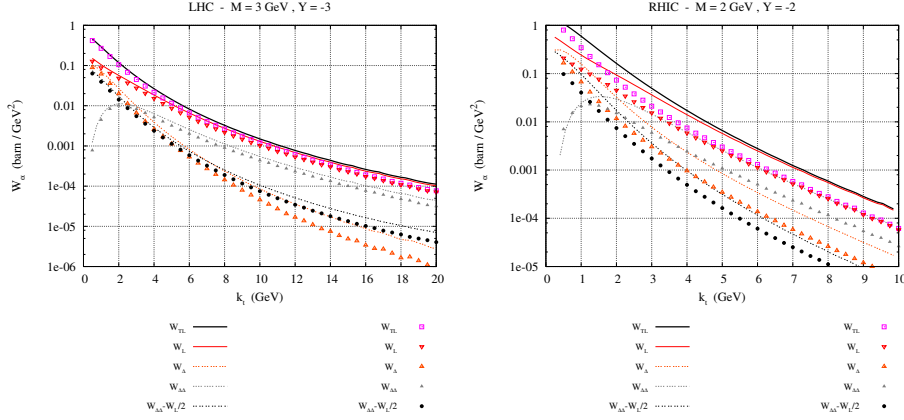 LHC - M = 3 GeV , Y = -3
W_α (barn / GeV²)
1
0.1
0.01
0.001
1e-04
1e-05
1e-06
0 2 4 6 8 10 12 14 16 18 20
k_t (GeV)
W_TL W_TL
W_L W_L
W_Δ W_Δ
W_ΔΔ W_ΔΔ
W_ΔΔ-W_L/2 W_ΔΔ-W_L/2
RHIC - M = 2 GeV , Y = -2
W_α (barn / GeV²)
1
0.1
0.01
0.001
1e-04
1e-05
0 1 2 3 4 5 6 7 8 9 10
k_t (GeV)
W_TL W_TL
W_L W_L
W_Δ W_Δ
W_ΔΔ W_ΔΔ
W_ΔΔ-W_L/2 W_ΔΔ-W_L/2